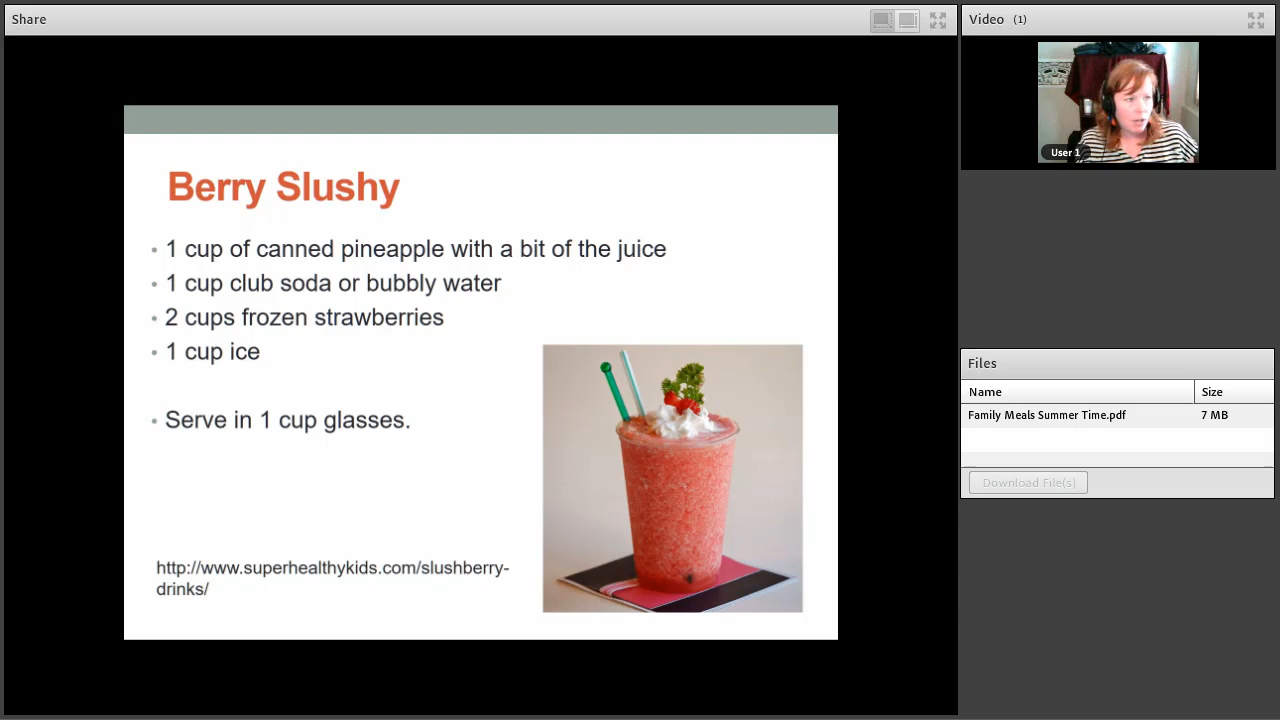 Share
Video (1)
User 1
Berry Slushy
• 1 cup of canned pineapple with a bit of the juice
• 1 cup club soda or bubbly water
• 2 cups frozen strawberries
• 1 cup ice
• Serve in 1 cup glasses.
http://www.superhealthykids.com/slushberry-
drinks/
Files
Name Size
Family Meals Summer Time.pdf 7 MB
Download File(s)